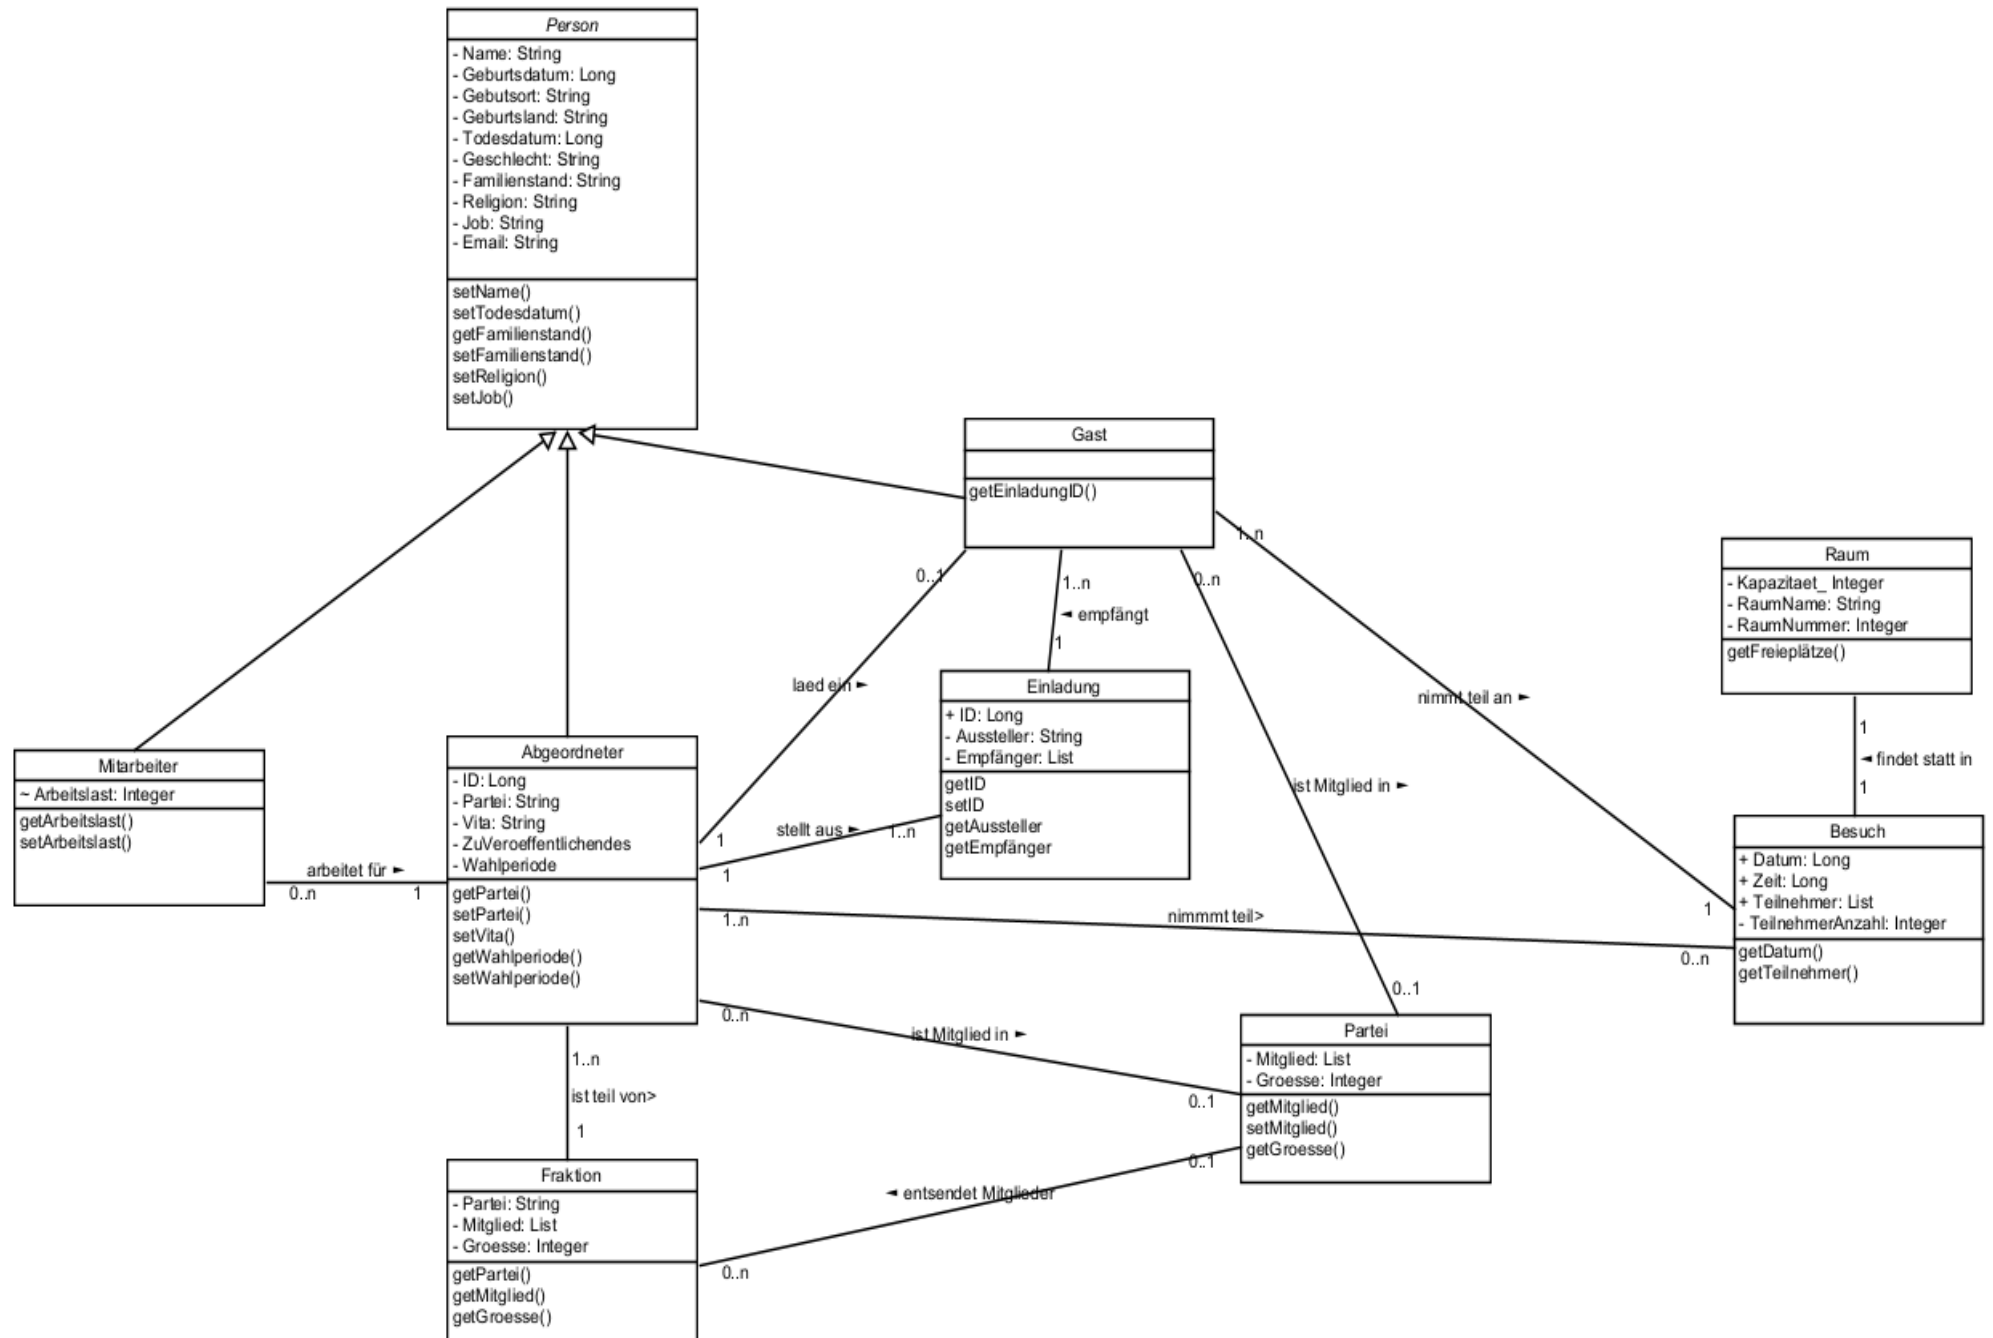 Person
- Name: String
- Geburtsdatum: Long
- Gebutsort: String
- Geburtsland: String
- Todesdatum: Long
- Geschlecht: String
- Familienstand: String
- Religion: String
- Job: String
- Email: String
setName()
setTodesdatum()
getFamilienstand()
setFamilienstand()
setReligion()
setJob()
Gast
getEinladungID()
0..1
1..n
0..n
1..n
◄ empfängt
1
laed ein ►
Raum
- Kapazitaet_ Integer
- RaumName: String
- RaumNummer: Integer
getFreieplätze()
1
◄ findet statt in
1
nimmt teil an ►
ist Mitglied in ►
Einladung
+ ID: Long
- Aussteller: String
- Empfänger: List
getID
setID
getAussteller
getEmpfänger
Mitarbeiter
~ Arbeitslast: Integer
getArbeitslast()
setArbeitslast()
arbeitet für ►
0..n
1
Abgeordneter
- ID: Long
- Partei: String
- Vita: String
- ZuVeroeffentlichendes
- Wahlperiode
getPartei()
setPartei()
setVita()
getWahlperiode()
setWahlperiode()
1
stellt aus ►
1..n
1
1..n
nimmmt teil>
0..n
1
Besuch
+ Datum: Long
+ Zeit: Long
+ Teilnehmer: List
- TeilnehmerAnzahl: Integer
getDatum()
getTeilnehmer()
0..n
ist Mitglied in ►
0..1
0..1
Partei
- Mitglied: List
- Groesse: Integer
getMitglied()
setMitglied()
getGroesse()
0..1
◄ entsendet Mitglieder
0..n
1..n
ist teil von>
1
Fraktion
- Partei: String
- Mitglied: List
- Groesse: Integer
getPartei()
getMitglied()
getGroesse()